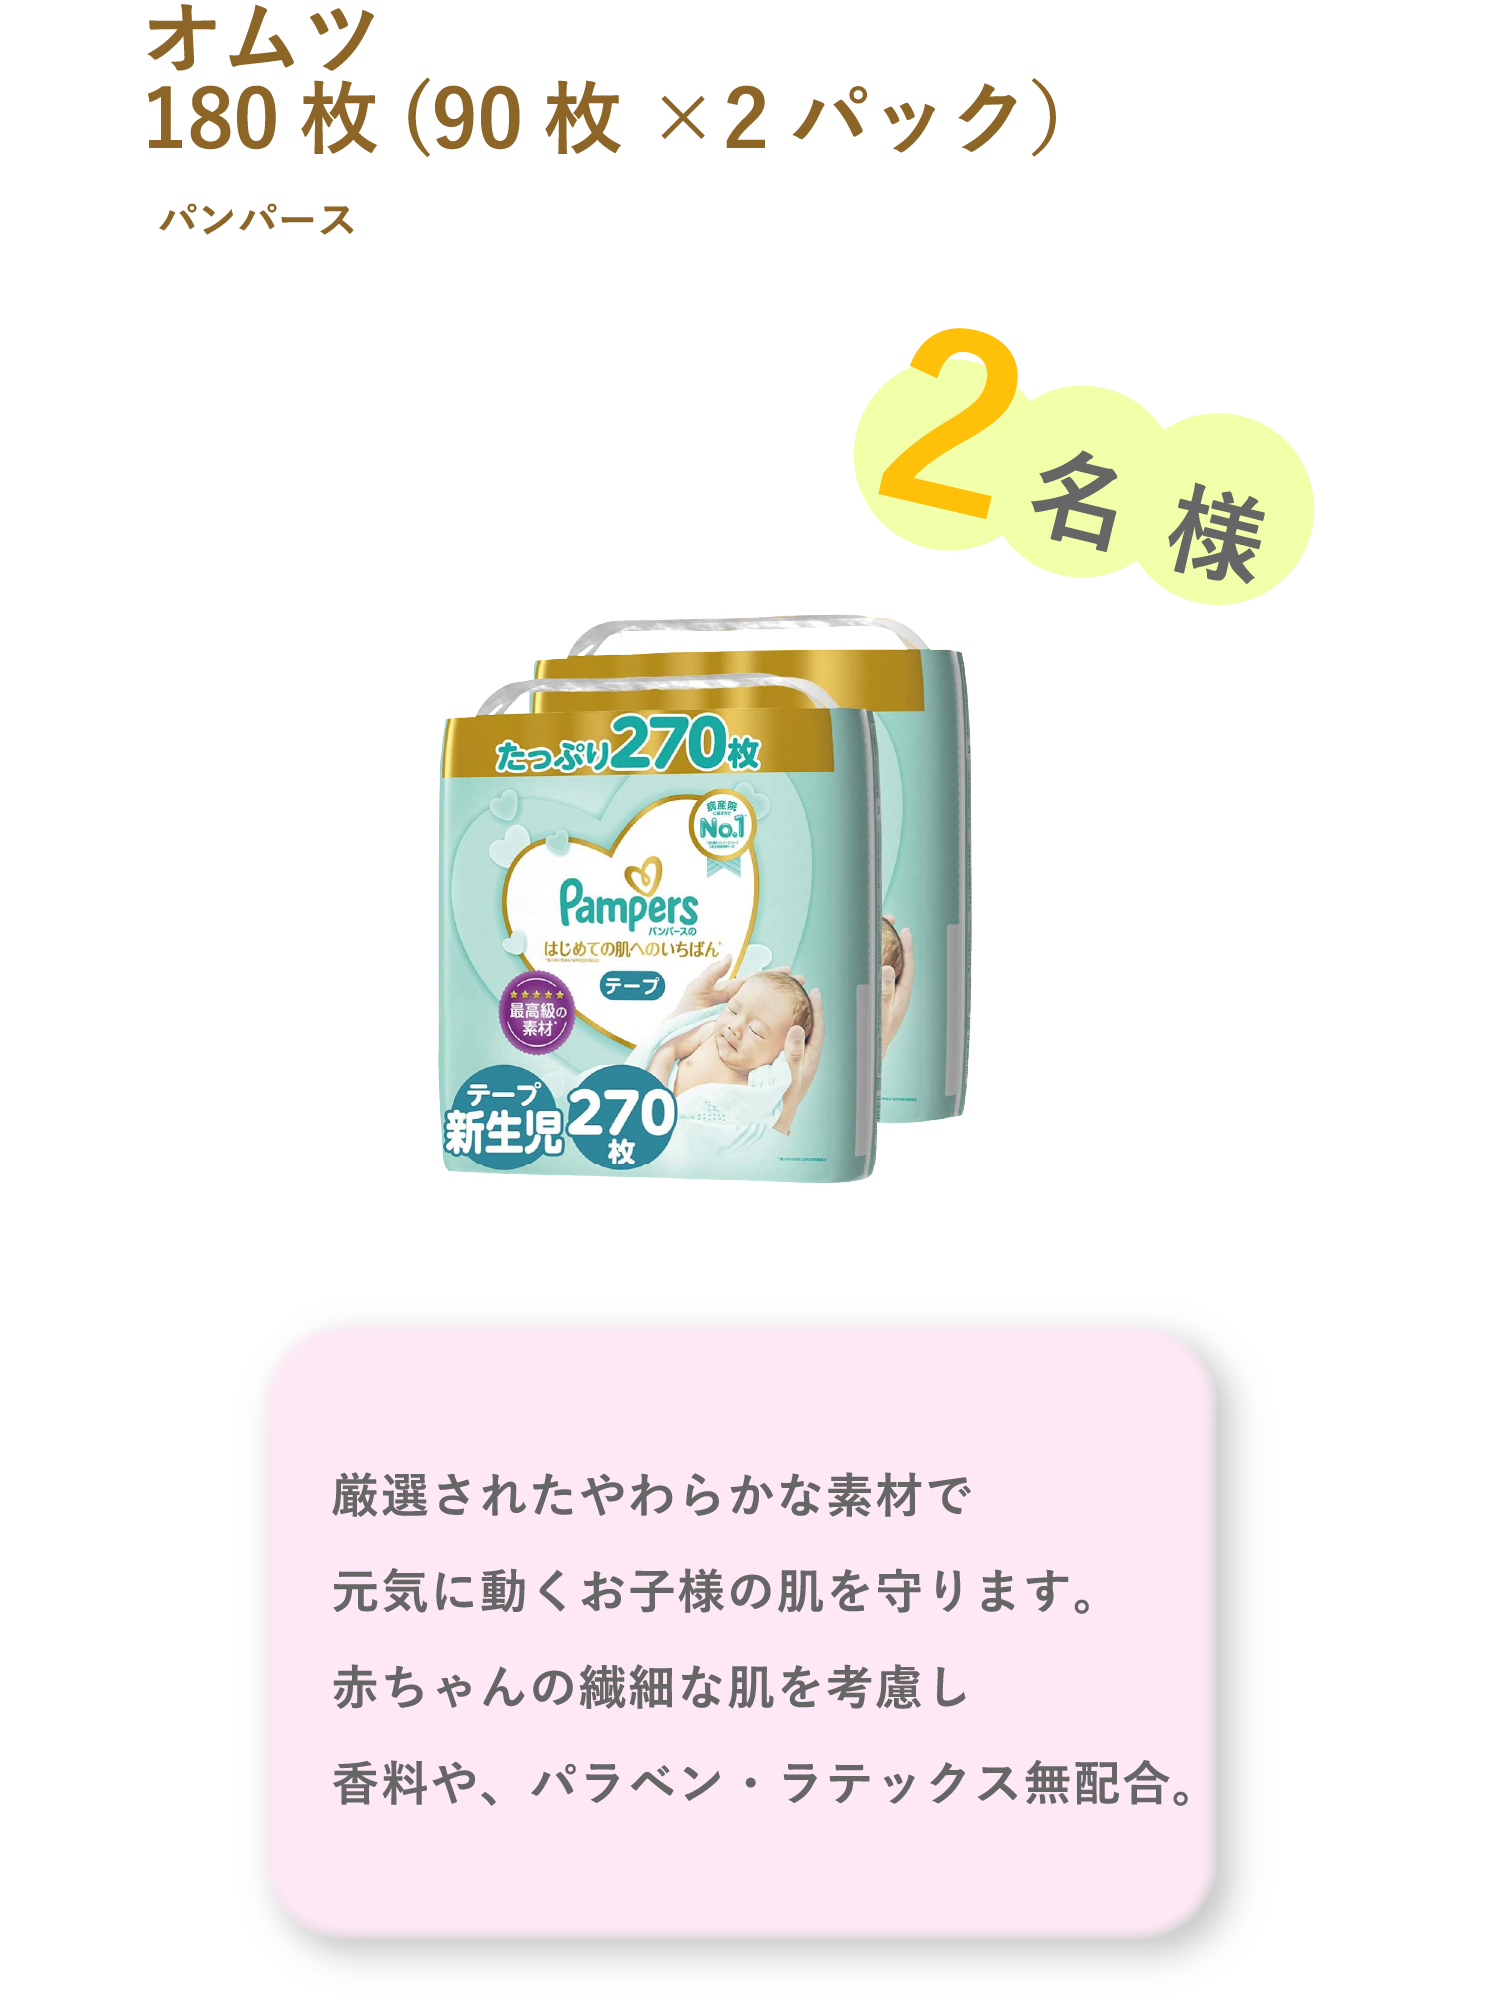 オムツ
180枚(90枚×2パック)
パンパース
2名様
たっぷり270枚
病産院
No.1
Pampers
パンパースの
はじめての肌へのいちばん*
テープ
最高級の
素材*
テープ
新生児
270
枚
厳選されたやわらかな素材で
元気に動くお子様の肌を守ります。
赤ちゃんの繊細な肌を考慮し
香料や、パラベン・ラテックス無配合。